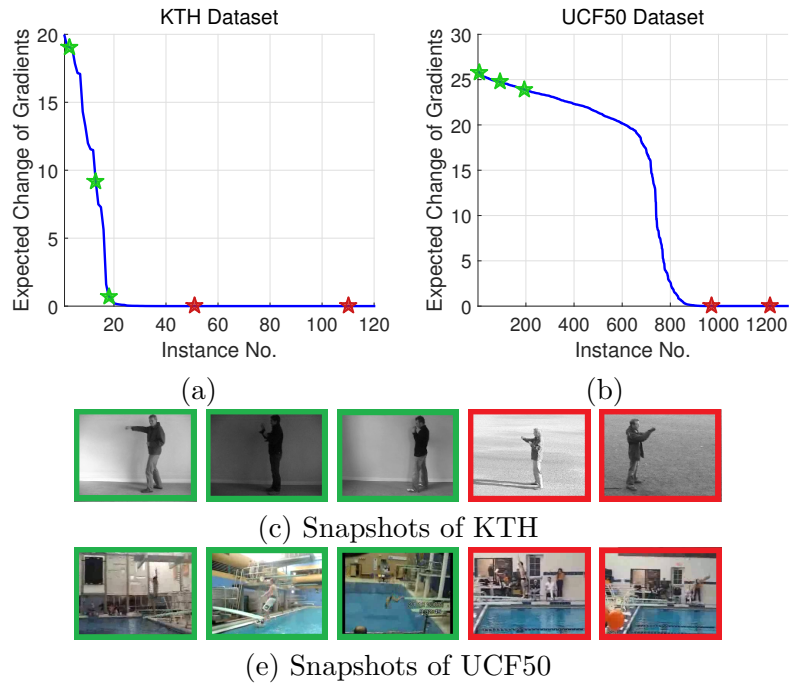 KTH Dataset
Expected Change of Gradients
20
15
10
5
0
20 40 60 80 100 120
Instance No.
(a)
UCF50 Dataset
Expected Change of Gradients
30
25
20
15
10
5
0
200 400 600 800 1000 1200
Instance No.
(b)
(c) Snapshots of KTH
(e) Snapshots of UCF50